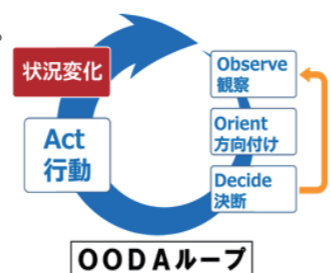 状況変化
Observe
観察
Orient
方向付け
Act
行動
Decide
決断
OODAループ